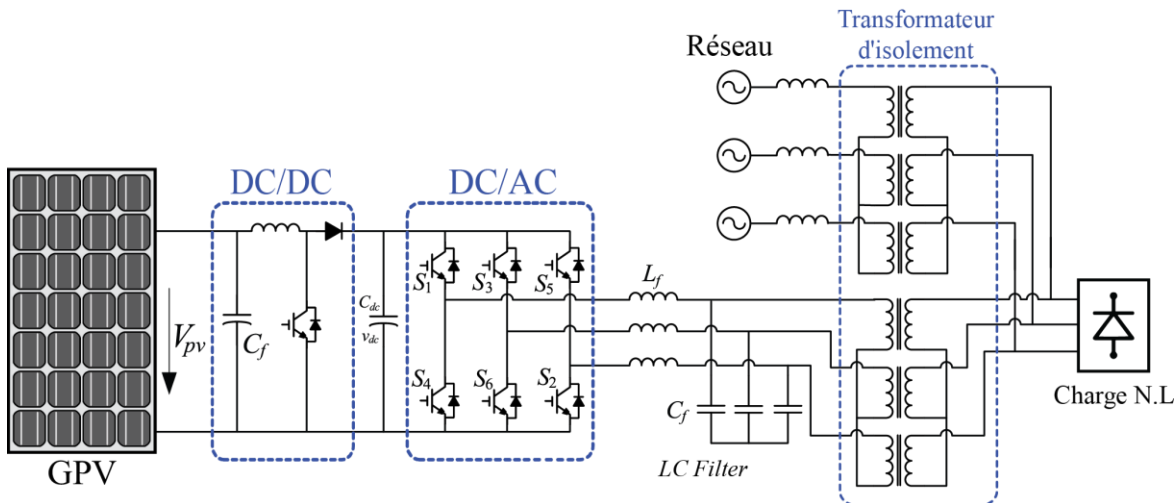 Transformateur
d'isolement
Réseau
DC/DC
DC/AC
S1
S3
S5
Lf
Cdc
vdc
Vpv
Cf
S4
S6
S2
Cf
Charge N.L
LC Filter
GPV